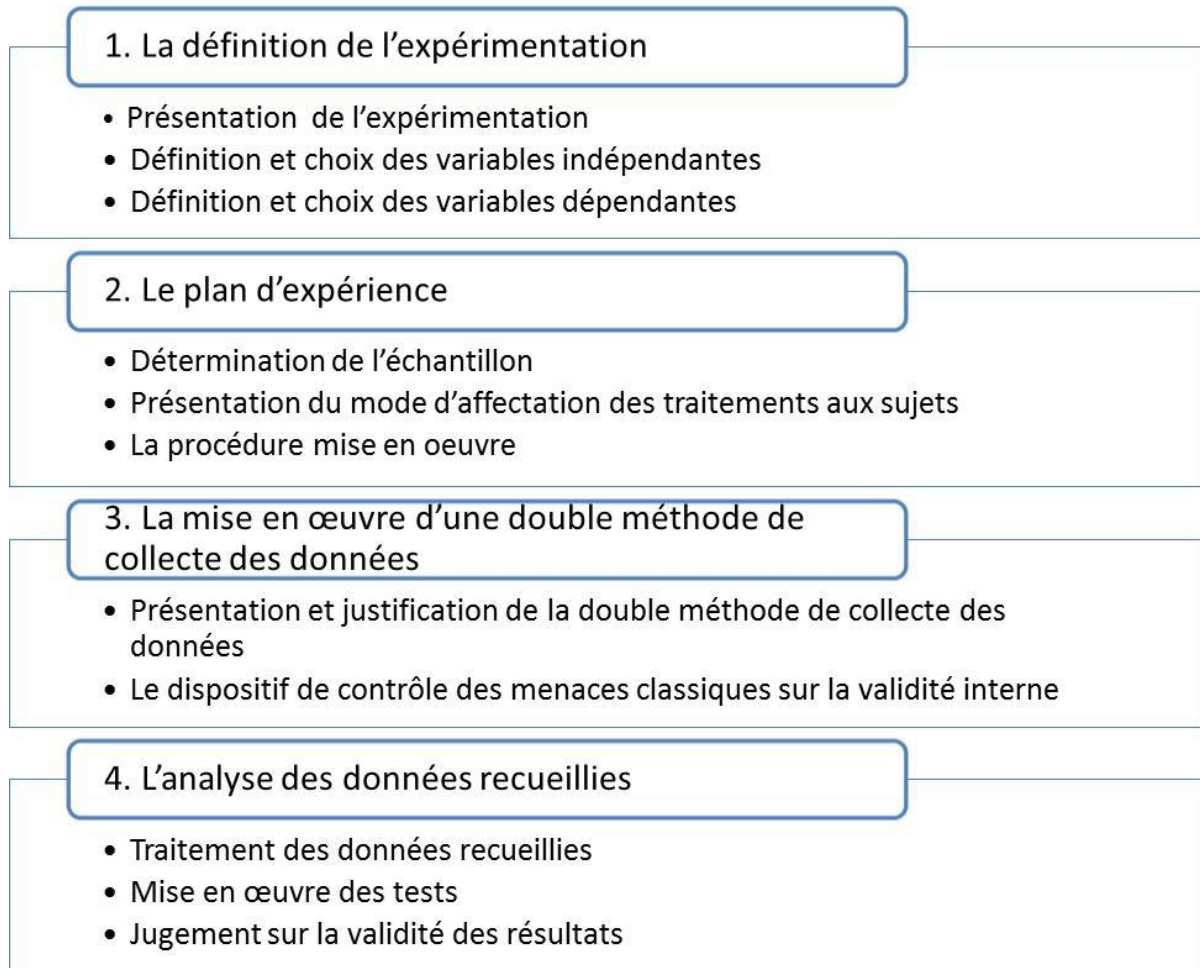 1. La définition de l’expérimentation
• Présentation de l’expérimentation
• Définition et choix des variables indépendantes
• Définition et choix des variables dépendantes
2. Le plan d’expérience
• Détermination de l’échantillon
• Présentation du mode d’affectation des traitements aux sujets
• La procédure mise en oeuvre
3. La mise en œuvre d’une double méthode de
collecte des données
• Présentation et justification de la double méthode de collecte des
données
• Le dispositif de contrôle des menaces classiques sur la validité interne
4. L’analyse des données recueillies
• Traitement des données recueillies
• Mise en œuvre des tests
• Jugement sur la validité des résultats